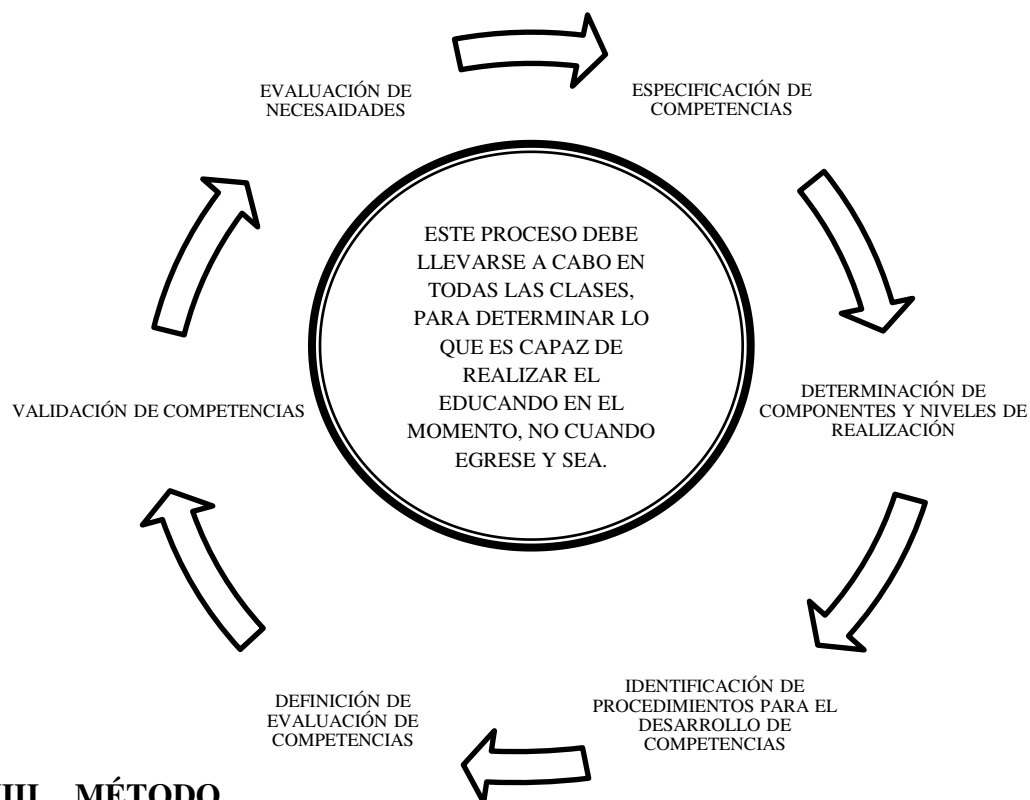 EVALUACIÓN DE
NECESAIDADES
ESPECIFICACIÓN DE
COMPETENCIAS
ESTE PROCESO DEBE
LLEVARSE A CABO EN
TODAS LAS CLASES,
PARA DETERMINAR LO
QUE ES CAPAZ DE
REALIZAR EL
EDUCANDO EN EL
MOMENTO, NO CUANDO
EGRESE Y SEA.
DETERMINACIÓN DE
COMPONENTES Y NIVELES DE
REALIZACIÓN
IDENTIFICACIÓN DE
PROCEDIMIENTOS PARA EL
DESARROLLO DE
COMPETENCIAS
DEFINICIÓN DE
EVALUACIÓN DE
COMPETENCIAS
VALIDACIÓN DE COMPETENCIAS
MÉTODO